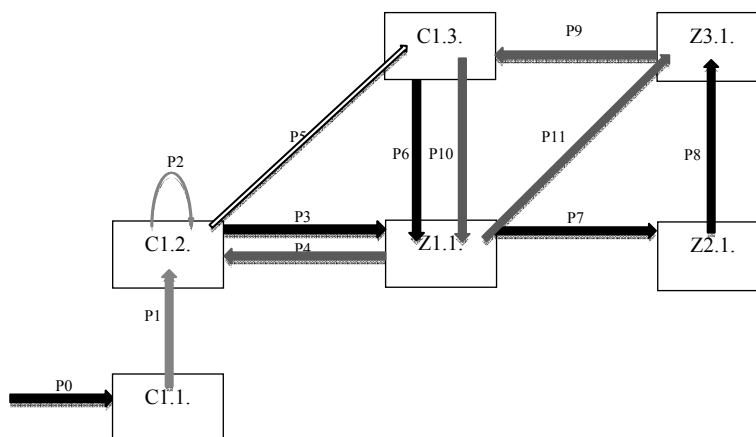 C1.3.
P9
Z3.1.
P5
P6
P10
P11
P8
P2
C1.2.
P3
P4
Z1.1.
P7
Z2.1.
P1
P0
C1.1.